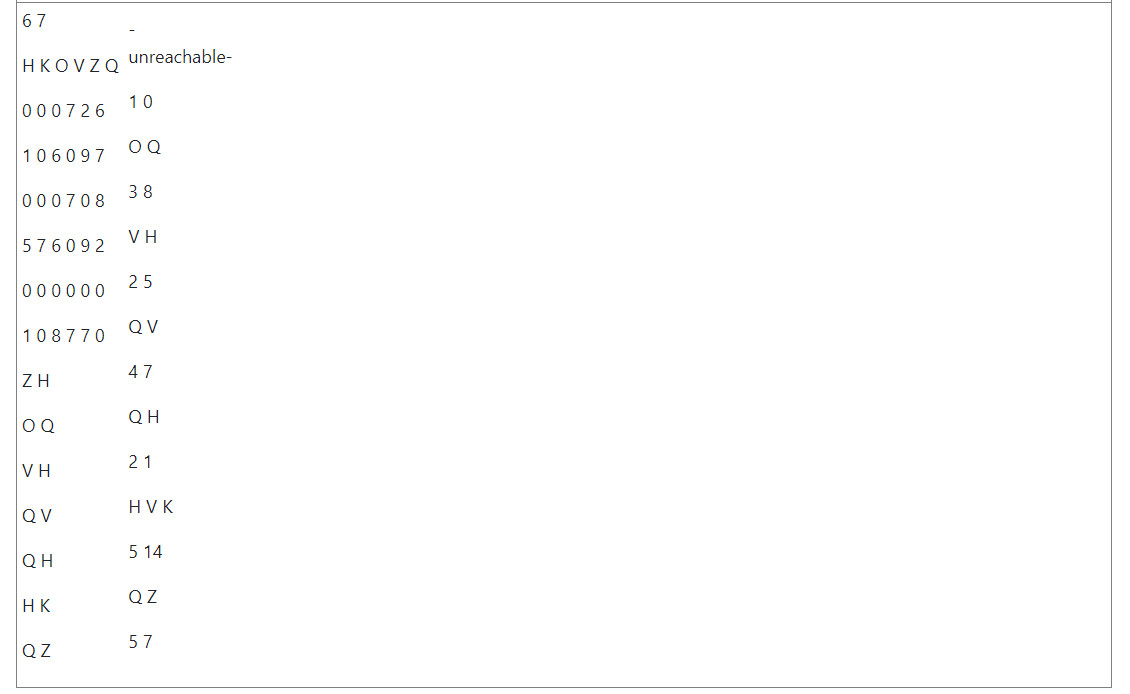 6 7
H K O V Z Q
0 0 0 7 2 6
1 0 6 0 9 7
0 0 0 7 0 8
5 7 6 0 9 2
0 0 0 0 0 0
1 0 8 7 7 0
Z H
O Q
V H
Q V
Q H
H K
Q Z
-
unreachable-
1 0
O Q
3 8
V H
2 5
Q V
4 7
Q H
2 1
H V K
5 14
Q Z
5 7